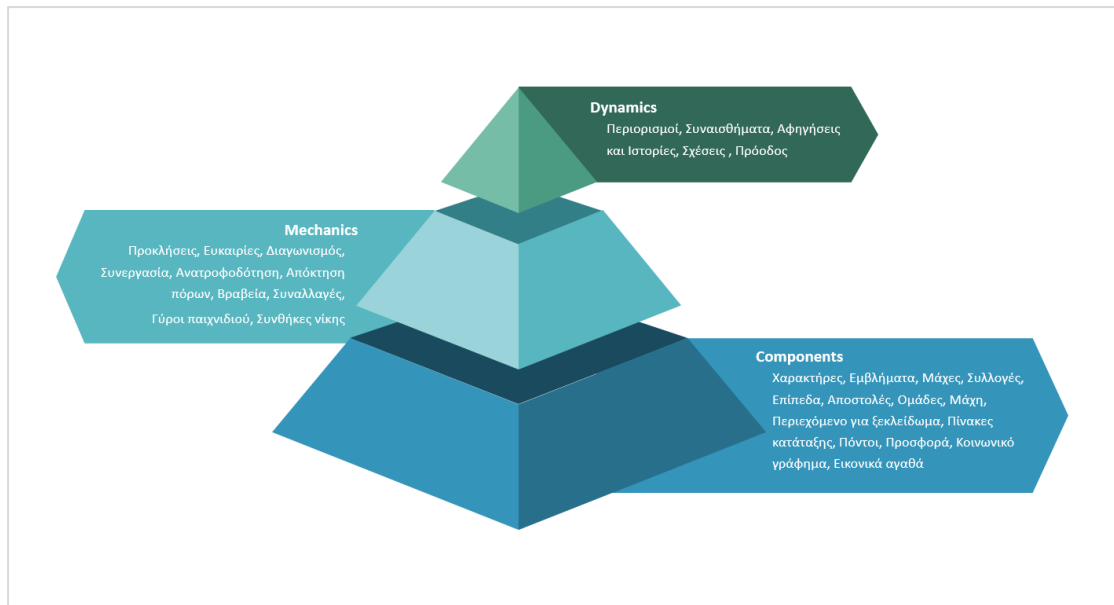 Dynamics
Περιορισμοί, Συναισθήματα, Αφηγήσεις
και Ιστορίες, Σχέσεις , Πρόοδος
Mechanics
Προκλήσεις, Ευκαιρίες, Διαγωνισμός,
Συνεργασία, Ανατροφοδότηση, Απόκτηση
πόρων, Βραβεία, Συναλλαγές,
Γύροι παιχνιδιού, Συνθήκες νίκης
Components
Χαρακτήρες, Εμβλήματα, Μάχες, Συλλογές,
Επίπεδα, Αποστολές, Ομάδες, Μάχη,
Περιεχόμενο για ξεκλείδωμα, Πίνακες
κατάταξης, Πόντοι, Προσφορά, Κοινωνικό
γράφημα, Εικονικά αγαθά